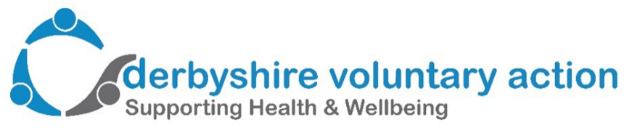 derbyshire voluntary action
Supporting Health & Wellbeing